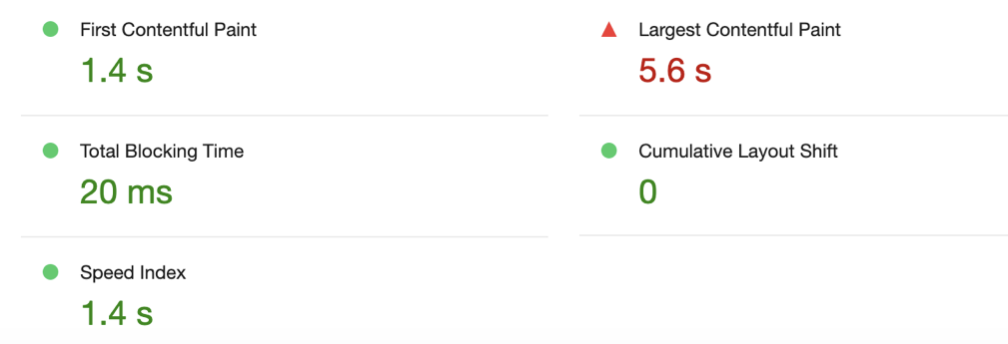 First Contentful Paint
1.4 s
Largest Contentful Paint
5.6 s
Total Blocking Time
20 ms
Cumulative Layout Shift
0
Speed Index
1.4 s